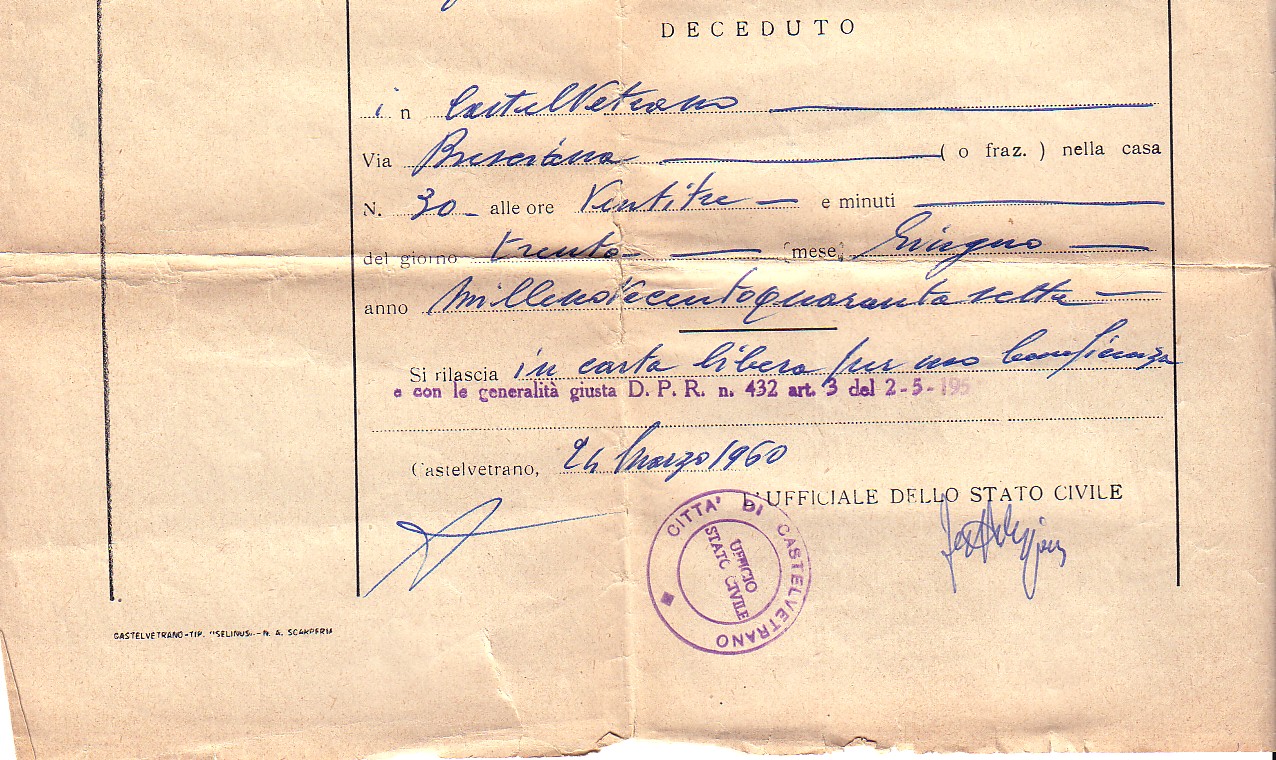 DECEDUTO
in Castelvetrano
Via Bresciana ( o fraz. ) nella casa
N. 30 alle ore Ventitre e minuti
del giorno trenta (mese) Giugno
anno millenovecentoquarantasette
Si rilascia in carta libera per uso beneficenza
e con le generalità giusta D. P. R. n. 432 art. 3 del 2-5-195
Castelvetrano, 24 Marzo 1960
L'UFFICIALE DELLO STATO CIVILE
CITTA' DI CASTELVETRANO
UFFICIO
STATO CIVILE
CASTELVETRANO-TIP. "SELINUS"-N. A. SCARPERIA